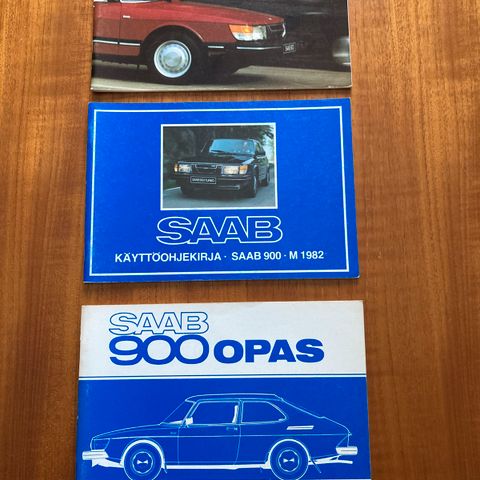 SAAB
KÄYTTÖOHJEKIRJA · SAAB 900 · M 1982
SAAB
900 OPAS